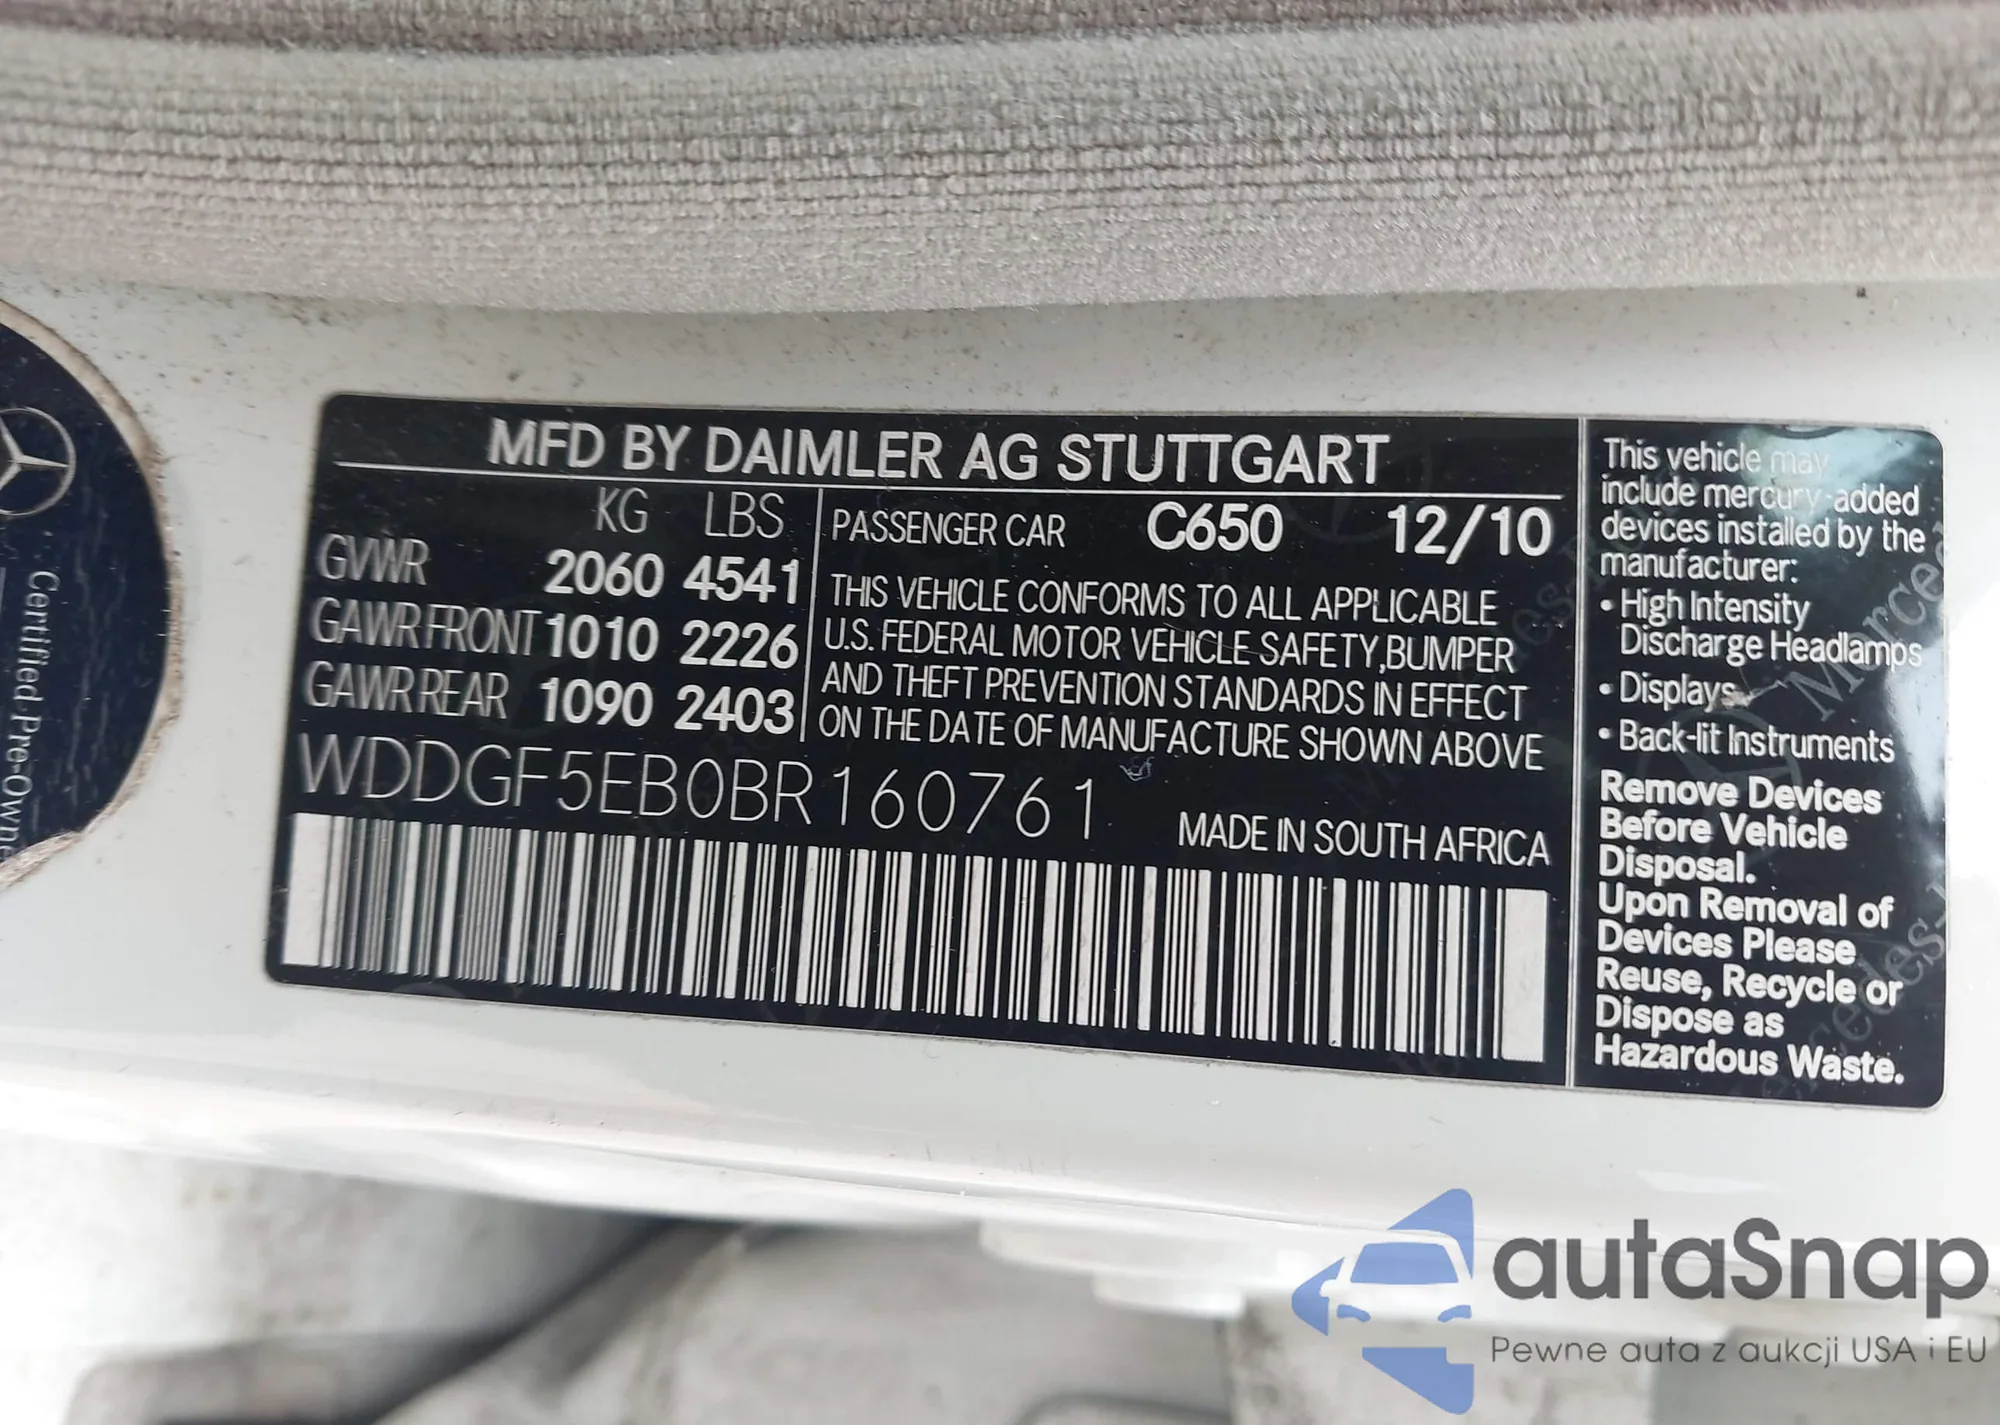 MFD BY DAIMLER AG STUTTGART
KG LBS
GVWR 2060 4541
GAWR FRONT 1010 2226
GAWR REAR 1090 2403
PASSENGER CAR C650 12/10
THIS VEHICLE CONFORMS TO ALL APPLICABLE
U.S. FEDERAL MOTOR VEHICLE SAFETY,BUMPER
AND THEFT PREVENTION STANDARDS IN EFFECT
ON THE DATE OF MANUFACTURE SHOWN ABOVE
WDDGF5EB0BR160761
MADE IN SOUTH AFRICA
This vehicle may
include mercury-added
devices installed by the
manufacturer:
• High Intensity
Discharge Headlamps
• Displays
• Back-lit Instruments
Remove Devices
Before Vehicle
Disposal.
Upon Removal of
Devices Please
Reuse, Recycle or
Dispose as
Hazardous Waste.
Certified Pre-Owne
autaSnap
Pewne auta z aukcji USA i EU